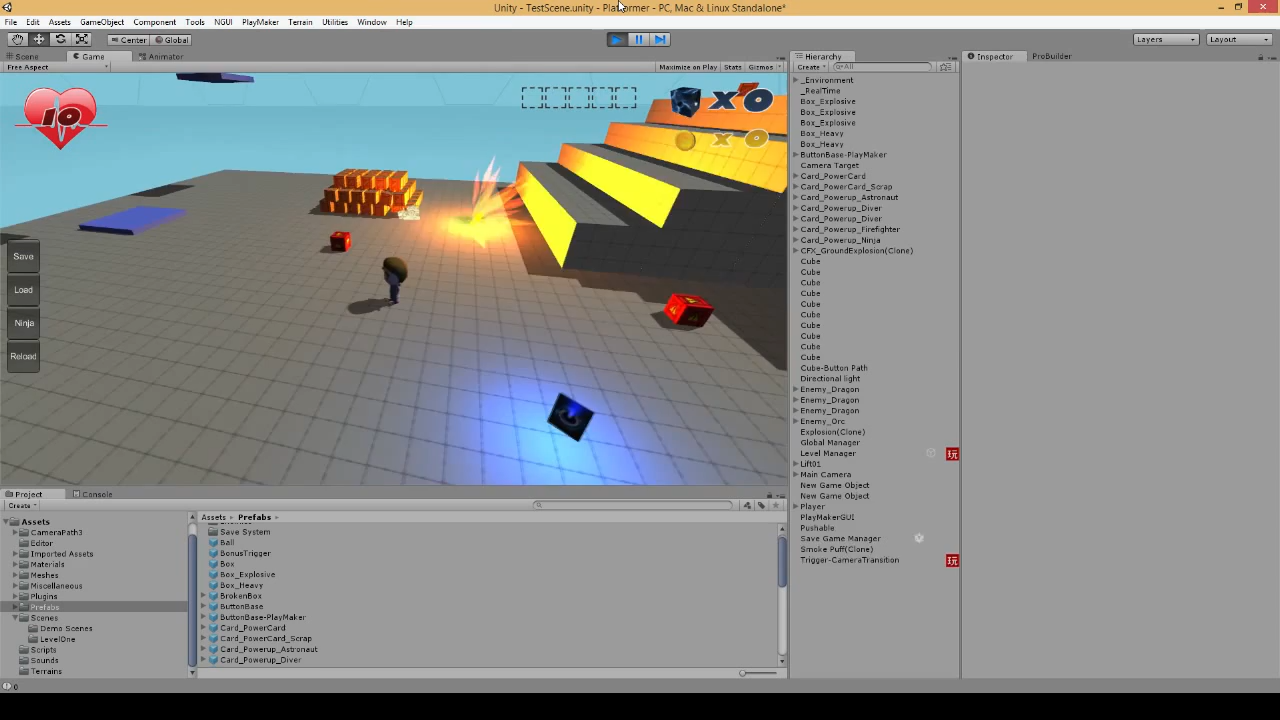 Unity - TestScene.unity - Platformer - PC, Mac & Linux Standalone*
File Edit Assets GameObject Component Tools NGUI PlayMaker Terrain Utilities Window Help
Center Global Layers Layout
Scene Game Animator
Free Aspect Maximize on Play Stats Gizmos
10
x 0
x 0
Save
Load
Ninja
Reload
Hierarchy
Create All
_Environment
_RealTime
Box_Explosive
Box_Explosive
Box_Explosive
Box_Heavy
Box_Heavy
ButtonBase-PlayMaker
Camera Target
Card_PowerCard
Card_PowerCard_Scrap
Card_Powerup_Astronaut
Card_Powerup_Diver
Card_Powerup_Diver
Card_Powerup_Firefighter
Card_Powerup_Ninja
CFX_GroundExplosion(Clone)
Cube
Cube
Cube
Cube
Cube
Cube
Cube
Cube
Cube
Cube
Cube-Button Path
Directional light
Enemy_Dragon
Enemy_Dragon
Enemy_Dragon
Enemy_Orc
Explosion(Clone)
Global Manager
Level Manager 玩
Lift01
Main Camera
New Game Object
New Game Object
Player
PlayMakerGUI
Pushable
Save Game Manager
Smoke Puff(Clone)
Trigger-CameraTransition 玩
Inspector ProBuilder
Project Console
Create
Assets
CameraPath3
Editor
Imported Assets
Materials
Meshes
Miscellaneous
Plugins
Prefabs
Scenes
Demo Scenes
LevelOne
Scripts
Sounds
Terrains
Assets Prefabs
Save System
Ball
BonusTrigger
Box
Box_Explosive
Box_Heavy
BrokenBox
ButtonBase
ButtonBase-PlayMaker
Card_PowerCard
Card_PowerCard_Scrap
Card_Powerup_Astronaut
Card_Powerup_Diver
0